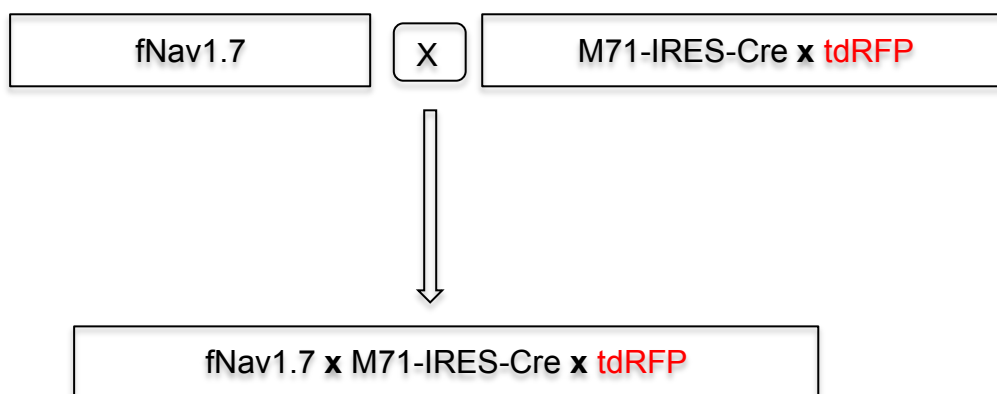 fNav1.7 X M71-IRES-Cre x tdRFP
fNav1.7 x M71-IRES-Cre x tdRFP